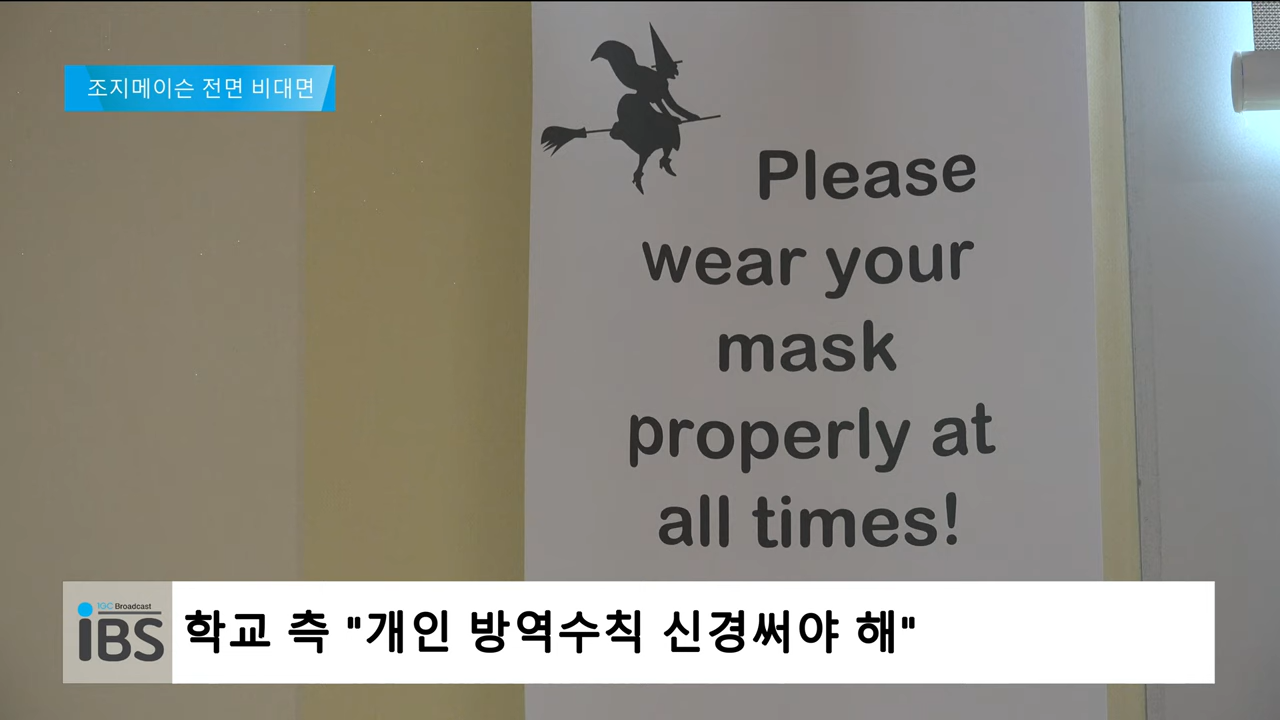 조지메이슨 전면 비대면
Please
wear your
mask
properly at
all times!
IGC Broadcast
iBS
학교 측 "개인 방역수칙 신경써야 해"